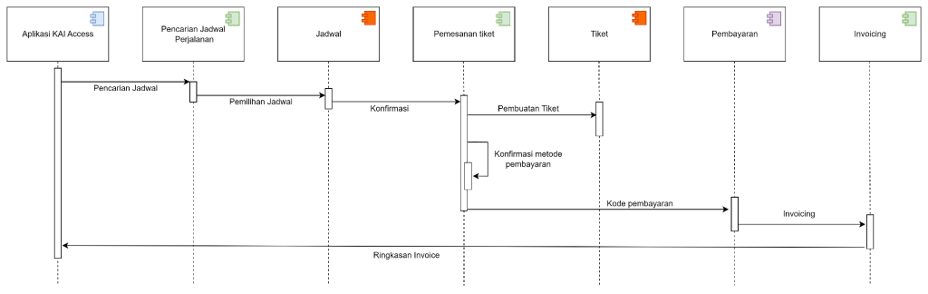 Aplikasi KAI Access
Pencarian Jadwal
Perjalanan
Jadwal
Pemesanan tiket
Tiket
Pembayaran
Invoicing
Pencarian Jadwal
Pemilihan Jadwal
Konfirmasi
Pembuatan Tiket
Konfirmasi metode
pembayaran
Kode pembayaran
Invoicing
Ringkasan Invoice